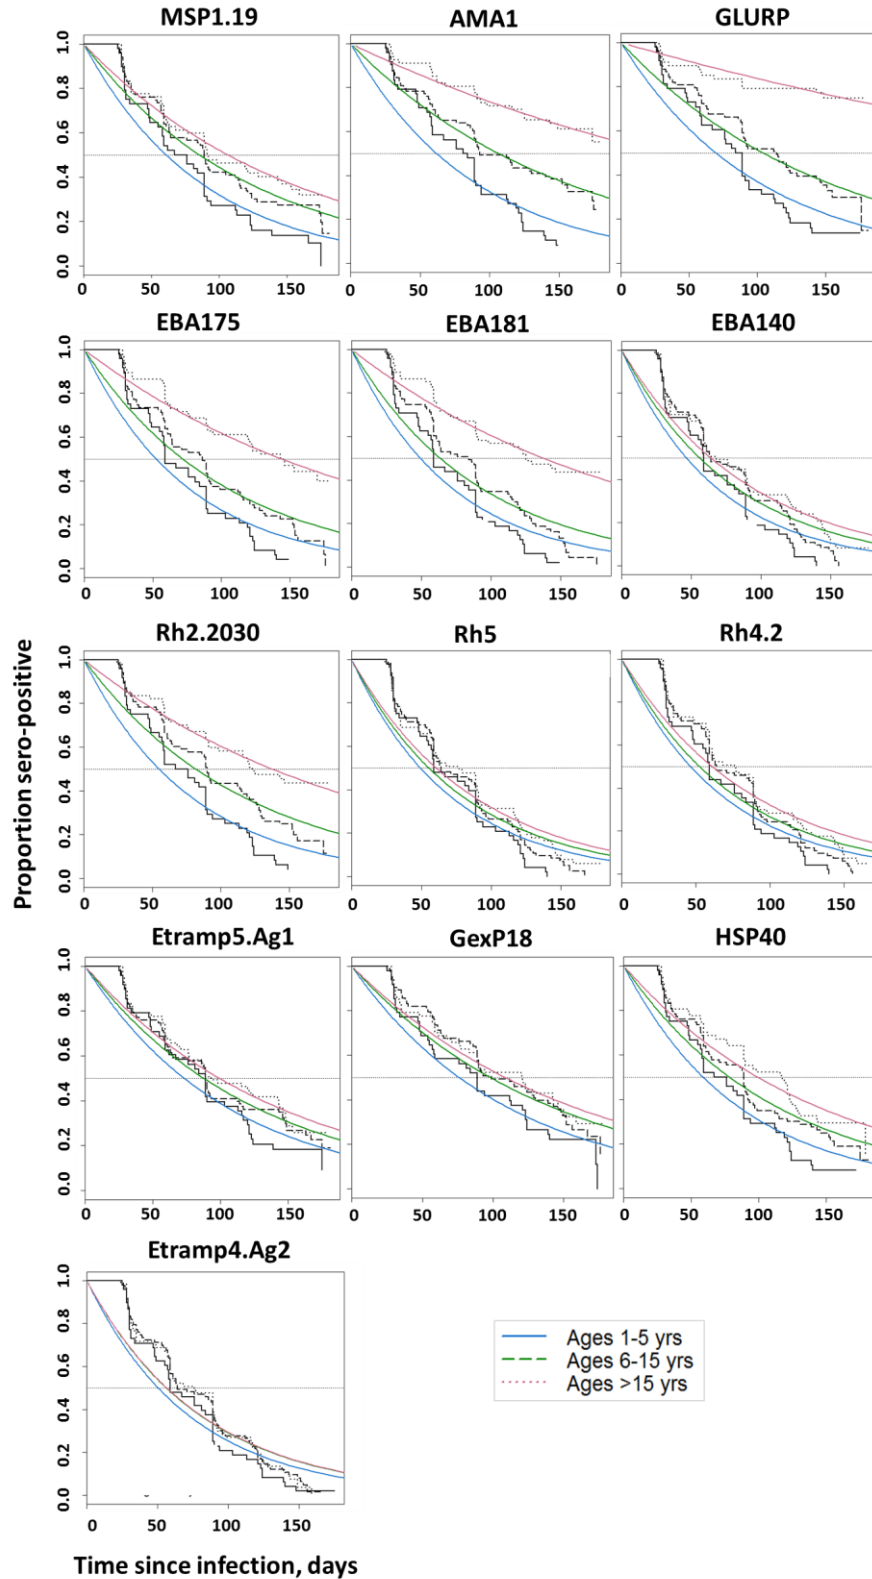 MSP1.19 AMA1 GLURP
1.0
0.8
0.6
0.4
0.2
0.0
0 50 100 150 0 50 100 150 0 50 100 150
EBA175 EBA181 EBA140
1.0
0.8
0.6
0.4
0.2
0.0
0 50 100 150 0 50 100 150 0 50 100 150
Proportion sero-positive
Rh2.2030 Rh5 Rh4.2
1.0
0.8
0.6
0.4
0.2
0.0
0 50 100 150 0 50 100 150 0 50 100 150
Etramp5.Ag1 GexP18 HSP40
1.0
0.8
0.6
0.4
0.2
0.0
0 50 100 150 0 50 100 150 0 50 100 150
Etramp4.Ag2
1.0
0.8
0.6
0.4
0.2
0.0
0 50 100 150
Ages 1-5 yrs
Ages 6-15 yrs
Ages >15 yrs
Time since infection, days